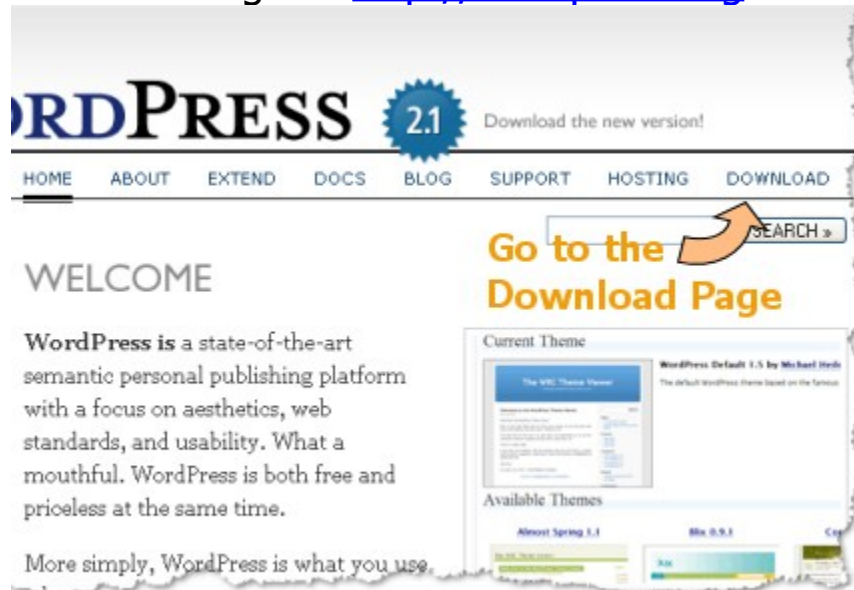 PRESS 2.1 Download the new version!
HOME ABOUT EXTEND DOCS BLOG SUPPORT HOSTING DOWNLOAD
SEARCH »
Go to the
Download Page
WELCOME
WordPress is a state-of-the-art
semantic personal publishing platform
with a focus on aesthetics, web
standards, and usability. What a
mouthful. WordPress is both free and
priceless at the same time.
More simply, WordPress is what you use
Current Theme
The WRC Theme Viewer
WordPress Default 1.5 by Michael
The default WordPress theme based on the famous
Available Themes
Almost Spring 1.1 Blix 0.9.1